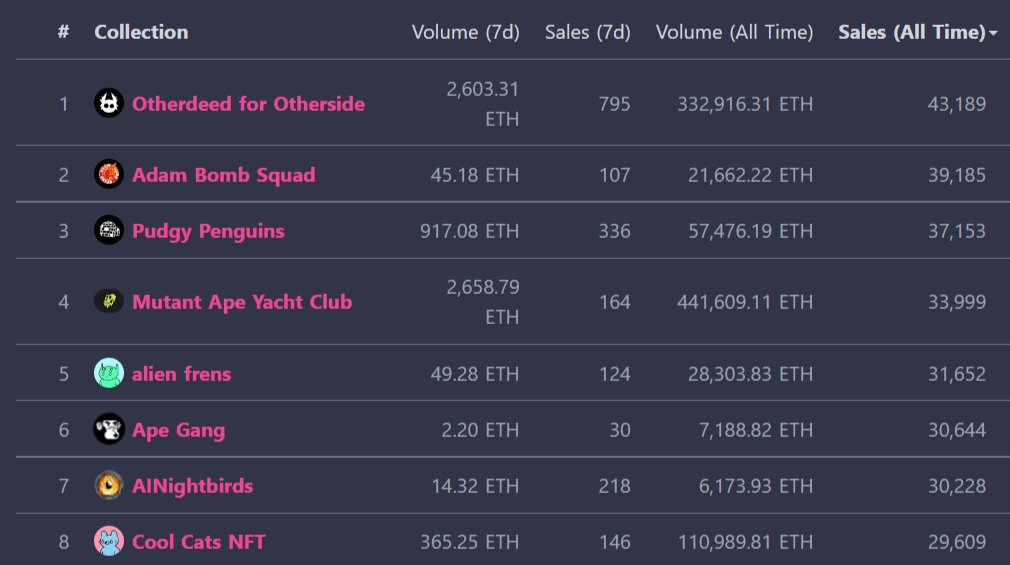 # Collection Volume (7d) Sales (7d) Volume (All Time) Sales (All Time)
1 Otherdeed for Otherside 2,603.31 ETH 795 332,916.31 ETH 43,189
2 Adam Bomb Squad 45.18 ETH 107 21,662.22 ETH 39,185
3 Pudgy Penguins 917.08 ETH 336 57,476.19 ETH 37,153
4 Mutant Ape Yacht Club 2,658.79 ETH 164 441,609.11 ETH 33,999
5 alien frens 49.28 ETH 124 28,303.83 ETH 31,652
6 Ape Gang 2.20 ETH 30 7,188.82 ETH 30,644
7 AINightbirds 14.32 ETH 218 6,173.93 ETH 30,228
8 Cool Cats NFT 365.25 ETH 146 110,989.81 ETH 29,609